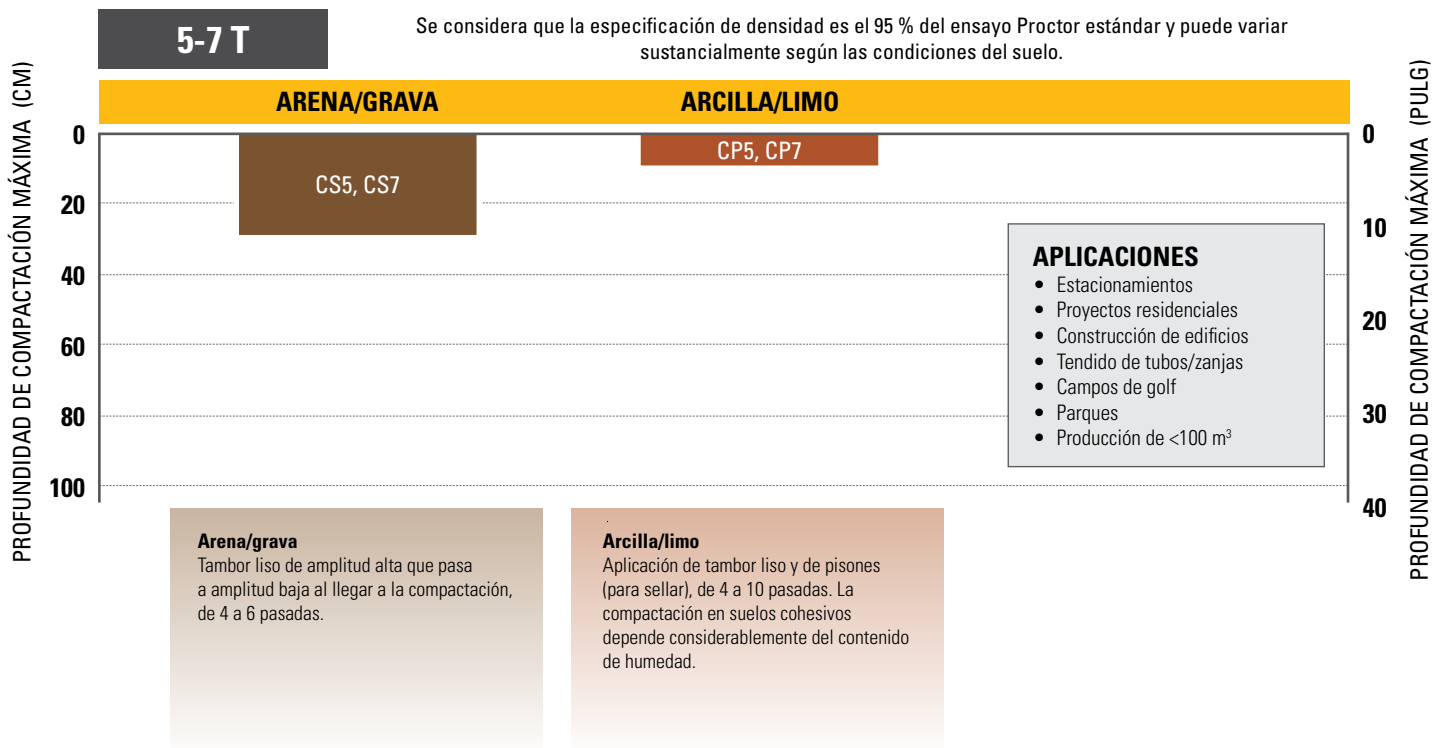 5-7 T
Se considera que la especificación de densidad es el 95 % del ensayo Proctor estándar y puede variar
sustancialmente según las condiciones del suelo.
PROFUNDIDAD DE COMPACTACIÓN MÁXIMA (CM)
ARENA/GRAVA
ARCILLA/LIMO
0
20
40
60
80
100
CS5, CS7
CP5, CP7
APLICACIONES
• Estacionamientos
• Proyectos residenciales
• Construcción de edificios
• Tendido de tubos/zanjas
• Campos de golf
• Parques
• Producción de <100 m³
0
10
20
30
40
PROFUNDIDAD DE COMPACTACIÓN MÁXIMA (PULG)
Arena/grava
Tambor liso de amplitud alta que pasa
a amplitud baja al llegar a la compactación,
de 4 a 6 pasadas.
Arcilla/limo
Aplicación de tambor liso y de pisones
(para sellar), de 4 a 10 pasadas. La
compactación en suelos cohesivos
depende considerablemente del contenido
de humedad.